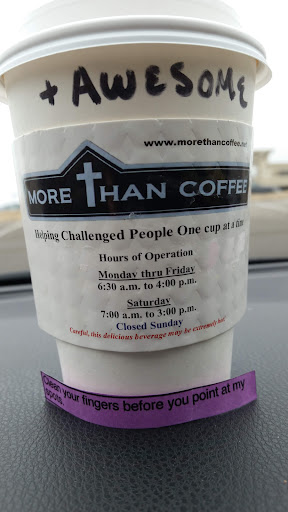 + AWESOME
www.morethancoffee.net
MORE THAN COFFEE
Helping Challenged People One cup at a time
Hours of Operation
Monday thru Friday
6:30 a.m. to 4:00 p.m.
Saturday
7:00 a.m. to 3:00 p.m.
Closed Sunday
Careful, this delicious beverage may be extremely hot!
Clean your fingers before you point at my
spots.